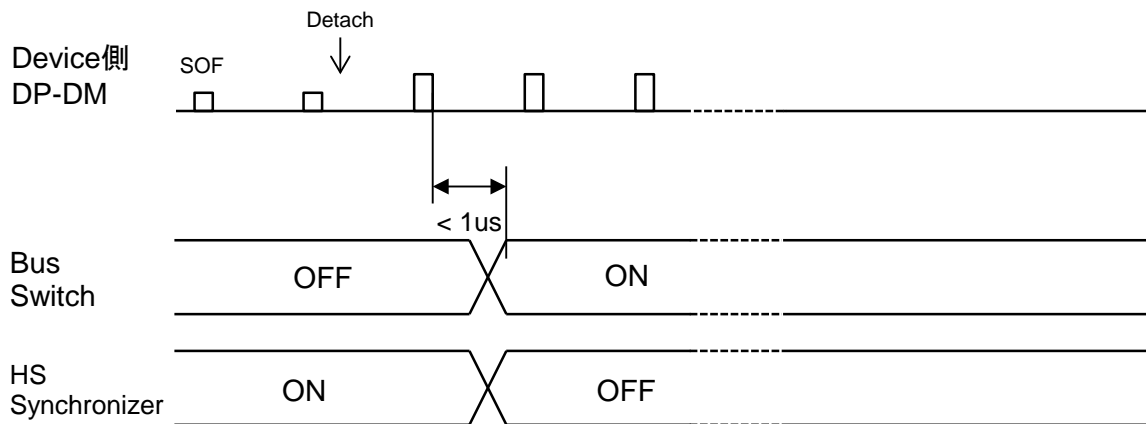 Detach
Device側
DP-DM
SOF
< 1us
Bus
Switch
OFF
ON
HS
Synchronizer
ON
OFF